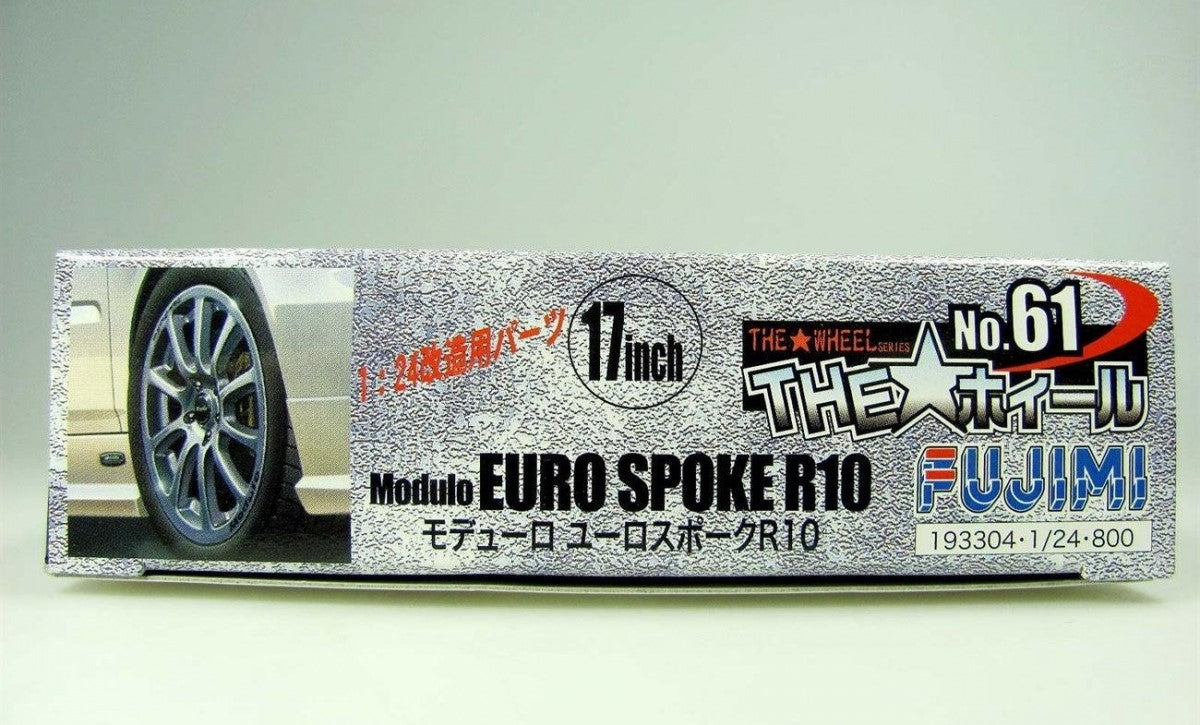 1:24改造用パーツ
17inch
Modulo EURO SPOKE R10
モデューロ ユーロスポークR10
No.61
THE★WHEEL SERIES
THE★ホイール
FUJIMI
193304・1/24・800